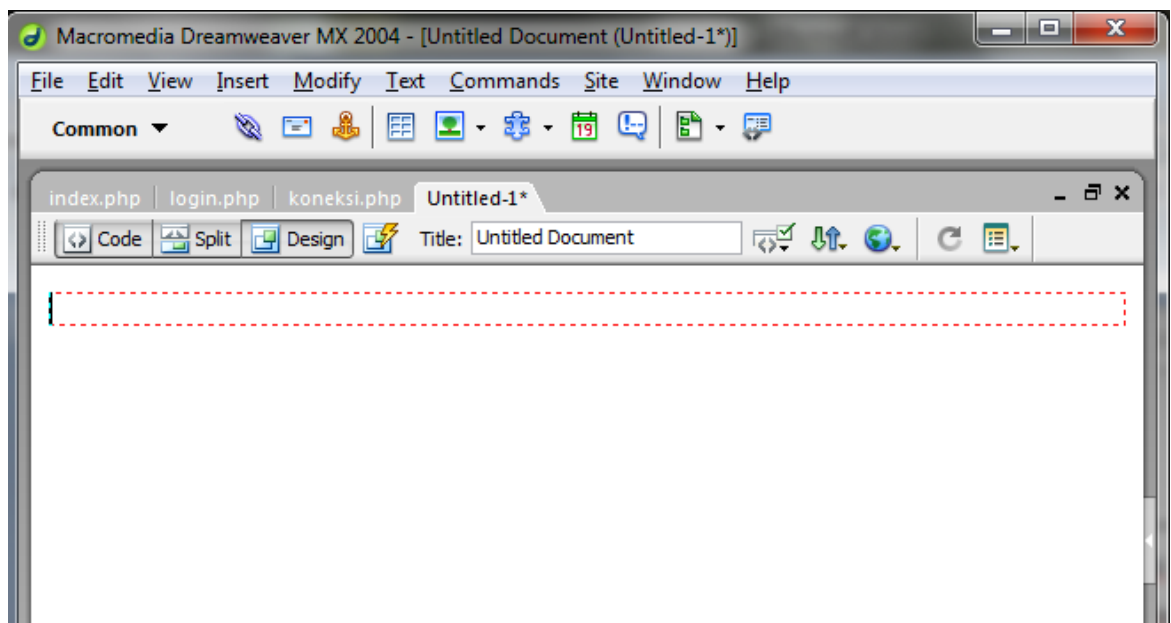 Macromedia Dreamweaver MX 2004 - [Untitled Document (Untitled-1*)]
File Edit View Insert Modify Text Commands Site Window Help
Common
19
index.php login.php koneksi.php Untitled-1*
Code Split Design Title: Untitled Document